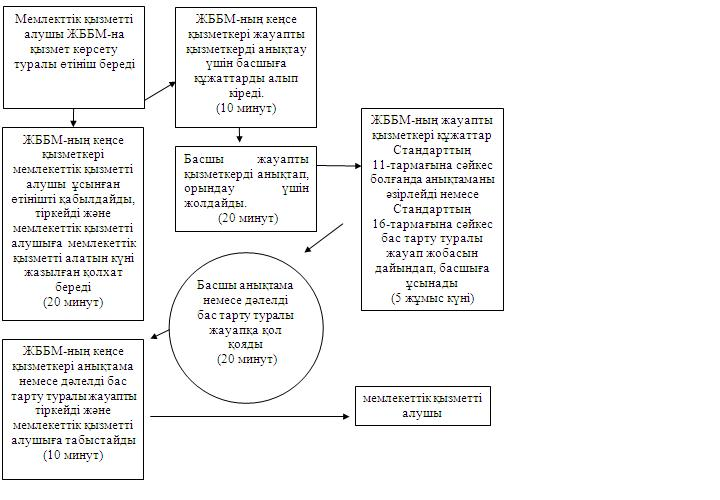 Мемлекттік қызметті
алушы ЖББМ-на
қызмет көрсету
туралы өтініш береді
ЖББМ-ның кеңсе
қызметкері жауапты
қызметкерді анықтау
үшін басшыға
құжаттарды алып
кіреді.
(10 минут)
ЖББМ-ның кеңсе
қызметкері
мемлекеттік қызметті
алушы ұсынған
өтінішті қабылдайды,
тіркейді және
мемлекеттік қызметті
алушыға мемлекеттік
қызметті алатын күні
жазылған қолхат
береді
(20 минут)
Басшы жауапты
қызметкерді анықтап,
орындау үшін
жолдайды.
(20 минут)
ЖББМ-ның жауапты
қызметкері құжаттар
Стандарттың
11-тармағына сәйкес
болғанда анықтаманы
әзірлейді немесе
Стандарттың
16-тармағына сәйкес
бас тарту туралы
жауап жобасын
дайындап, басшыға
ұсынады
(5 жұмыс күні)
Басшы анықтама
немесе дәлелді
бас тарту туралы
жауапқа қол
қояды
(20 минут)
ЖББМ-ның кеңсе
қызметкері анықтама
немесе дәлелді бас
тарту туралы жауапты
тіркейді және
мемлекеттік қызметті
алушыға табыстайды
(10 минут)
мемлекеттік қызметті
алушы